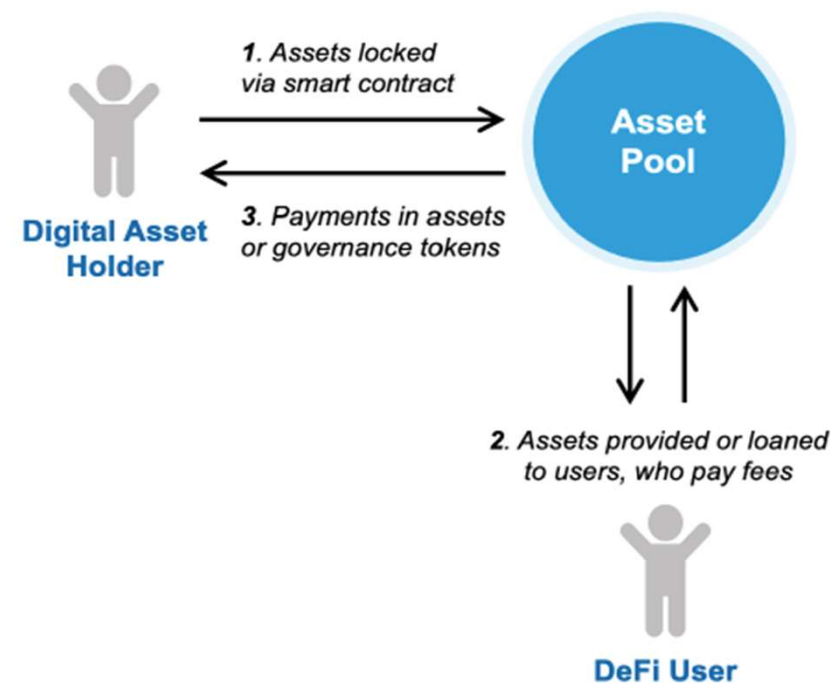 1. Assets locked
via smart contract
Asset
Pool
Digital Asset
Holder
3. Payments in assets
or governance tokens
2. Assets provided or loaned
to users, who pay fees
DeFi User